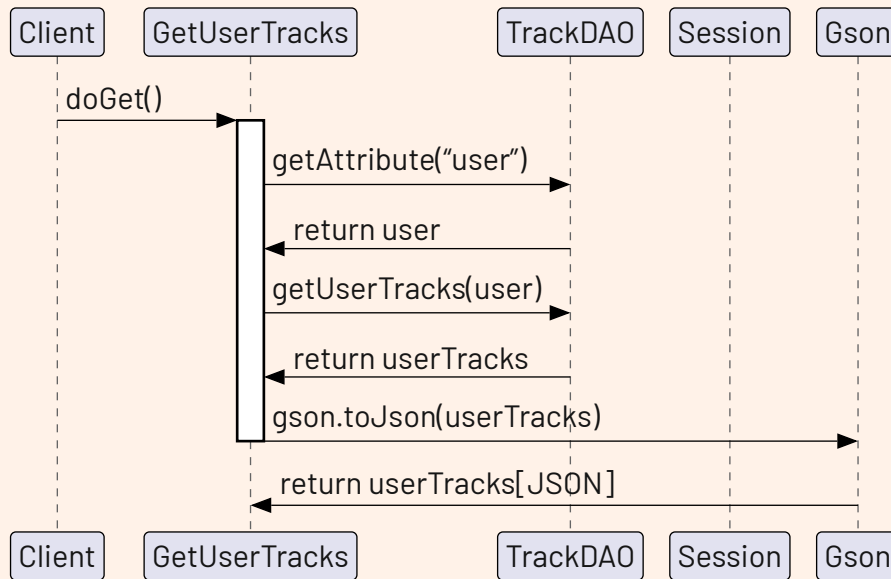 Client GetUserTracks TrackDAO Session Gson
doGet()
getAttribute(“user”)
return user
getUserTracks(user)
return userTracks
gson.toJson(userTracks)
return userTracks[JSON]
Client GetUserTracks TrackDAO Session Gson